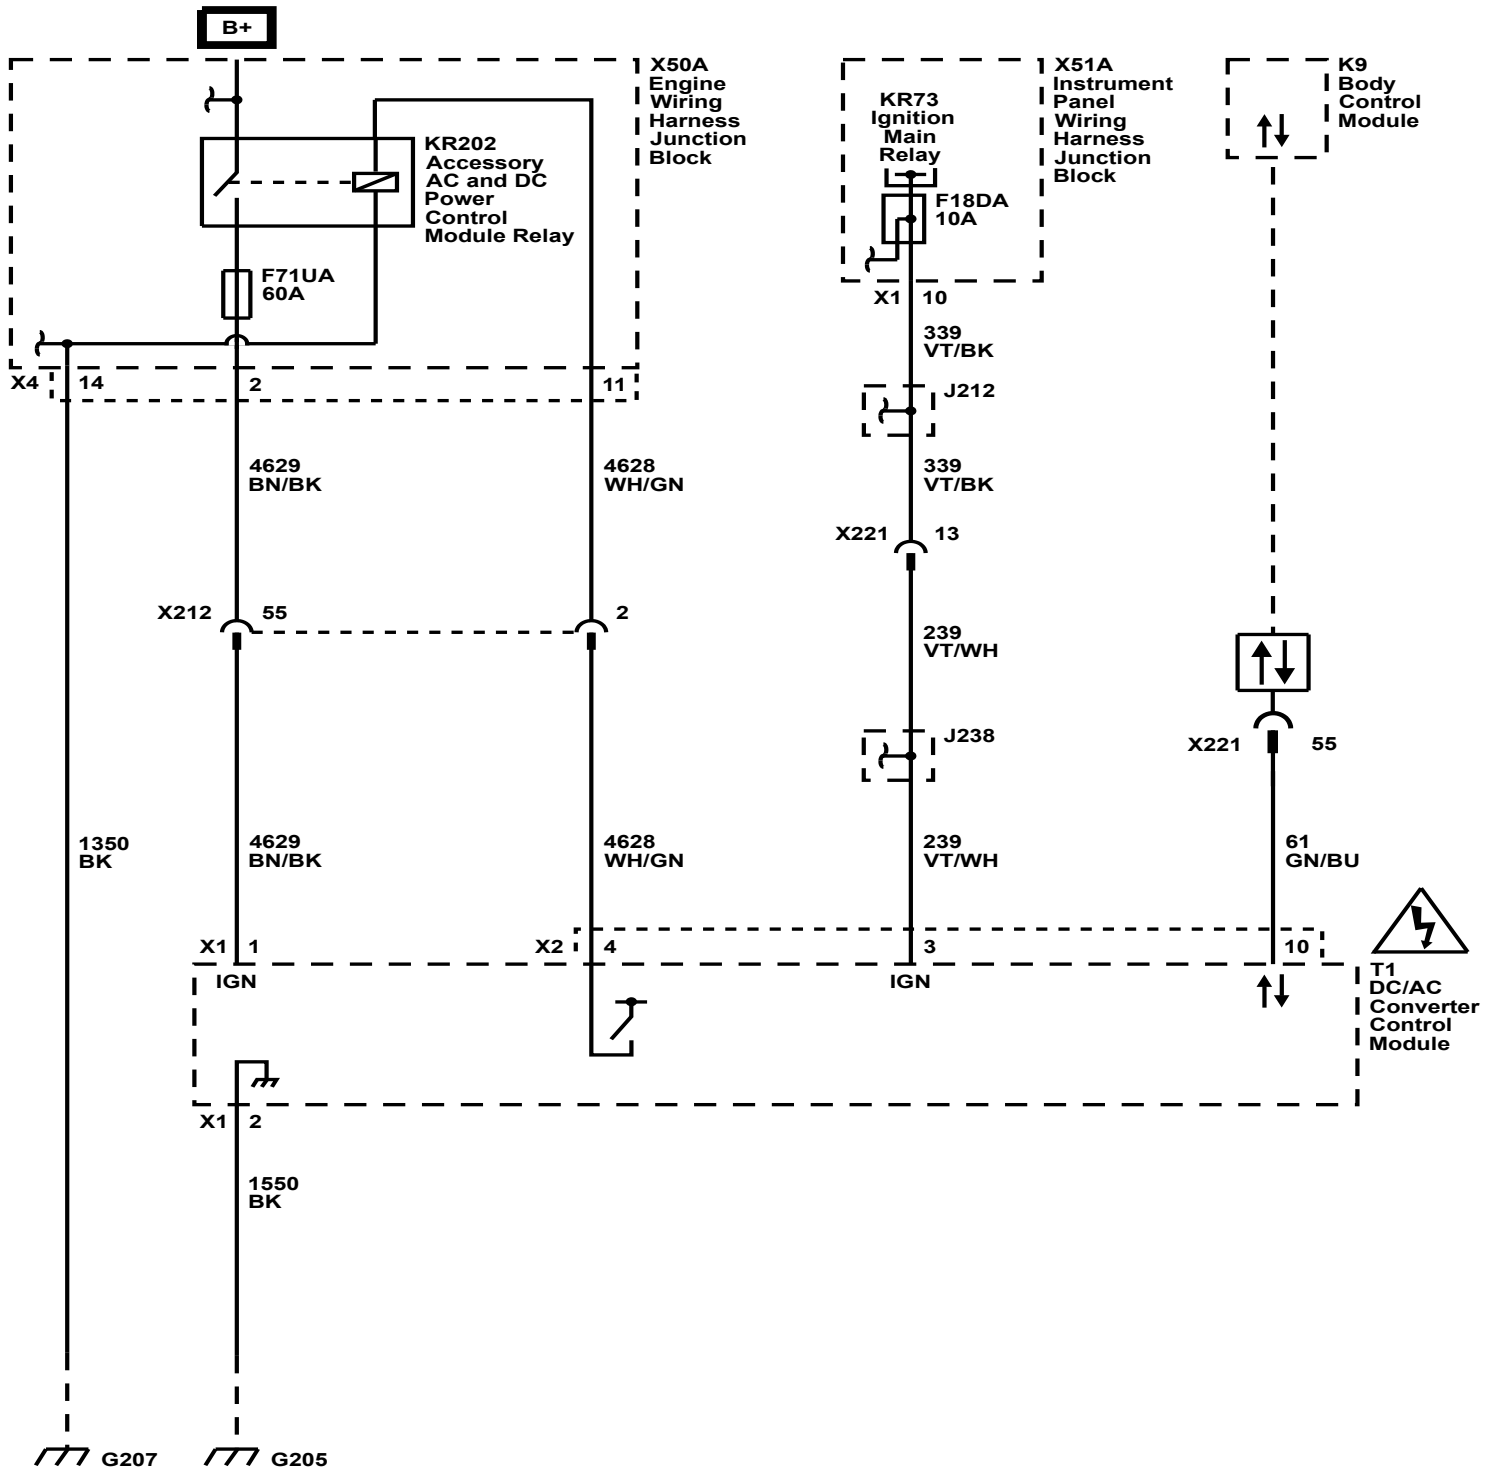 B+
X50A
Engine
Wiring
Harness
Junction
Block
KR202
Accessory
AC and DC
Power
Control
Module Relay
F71UA
60A
X4
14
2
11
X51A
Instrument
Panel
Wiring
Harness
Junction
Block
KR73
Ignition
Main
Relay
F18DA
10A
X1
10
K9
Body
Control
Module
339
VT/BK
J212
4629
BN/BK
4628
WH/GN
339
VT/BK
X221
13
X212
55
2
239
VT/WH
J238
X221
55
1350
BK
4629
BN/BK
4628
WH/GN
239
VT/WH
61
GN/BU
X1
1
X2
4
3
10
IGN
IGN
T1
DC/AC
Converter
Control
Module
X1
2
1550
BK
G207
G205